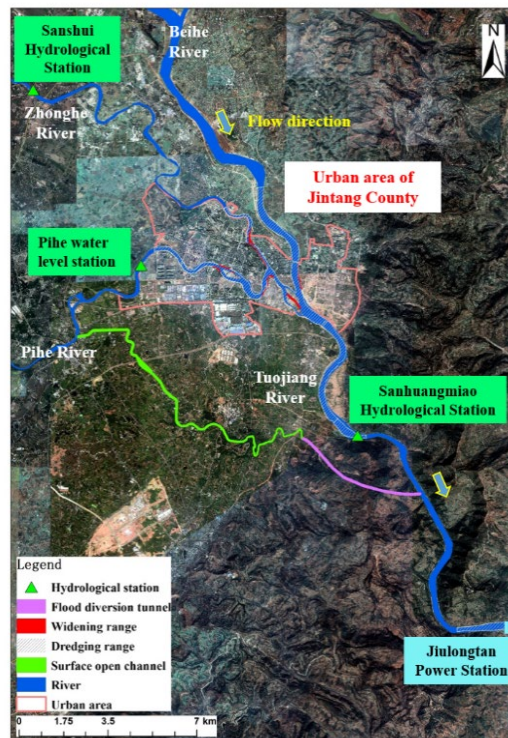 Sanshui
Hydrological
Station
Beihe
River
N
Zhonghe
River
Flow direction
Urban area of
Jintang County
Pihe water
level station
Pihe River
Tuojiang
River
Sanhuangmiao
Hydrological Station
Legend
Hydrological station
Flood diversion tunnel
Widening range
Dredging range
Surface open channel
River
Urban area
0 1.75 3.5 7 km
Jiulongtan
Power Station